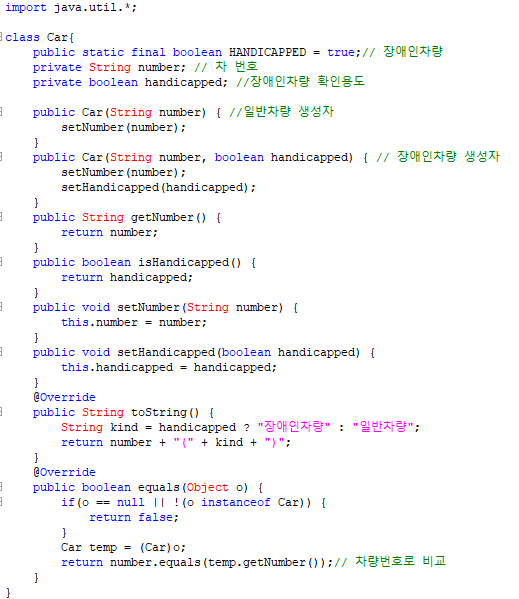 import java.util.*;
class Car{
public static final boolean HANDICAPPED = true;// 장애인차량
private String number; // 차 번호
private boolean handicapped; //장애인차량 확인용도
public Car(String number) { //일반차량 생성자
setNumber(number);
}
public Car(String number, boolean handicapped) { // 장애인차량 생성자
setNumber(number);
setHandicapped(handicapped);
}
public String getNumber() {
return number;
}
public boolean isHandicapped() {
return handicapped;
}
public void setNumber(String number) {
this.number = number;
}
public void setHandicapped(boolean handicapped) {
this.handicapped = handicapped;
}
@Override
public String toString() {
String kind = handicapped ? "장애인차량" : "일반차량";
return number + "(" + kind + ")";
}
@Override
public boolean equals(Object o) {
if(o == null || !(o instanceof Car)) {
return false;
}
Car temp = (Car)o;
return number.equals(temp.getNumber());// 차량번호로 비교
}
}